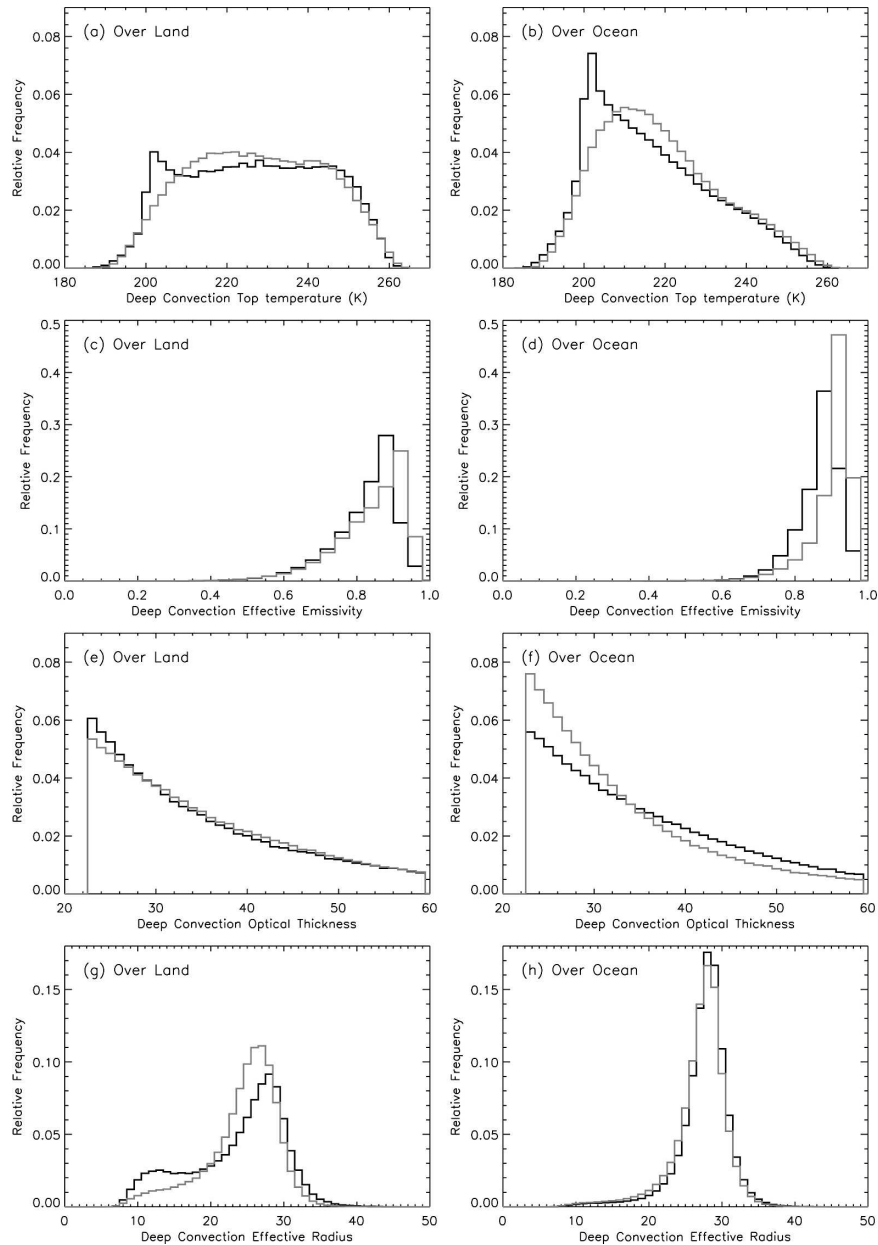 0.08
(a) Over Land
0.06
0.04
0.02
0.00
180 200 220 240 260
Relative Frequency
Deep Convection Top temperature (K)
0.08
(b) Over Ocean
0.06
0.04
0.02
0.00
180 200 220 240 260
Relative Frequency
Deep Convection Top temperature (K)
0.5
(c) Over Land
0.4
0.3
0.2
0.1
0.0
0.0 0.2 0.4 0.6 0.8 1.0
Relative Frequency
Deep Convection Effective Emissivity
0.5
(d) Over Ocean
0.4
0.3
0.2
0.1
0.0
0.0 0.2 0.4 0.6 0.8 1.0
Relative Frequency
Deep Convection Effective Emissivity
0.08
(e) Over Land
0.06
0.04
0.02
0.00
20 30 40 50 60
Relative Frequency
Deep Convection Optical Thickness
0.08
(f) Over Ocean
0.06
0.04
0.02
0.00
20 30 40 50 60
Relative Frequency
Deep Convection Optical Thickness
(g) Over Land
0.15
0.10
0.05
0.00
0 10 20 30 40 50
Relative Frequency
Deep Convection Effective Radius
(h) Over Ocean
0.15
0.10
0.05
0.00
0 10 20 30 40 50
Relative Frequency
Deep Convection Effective Radius